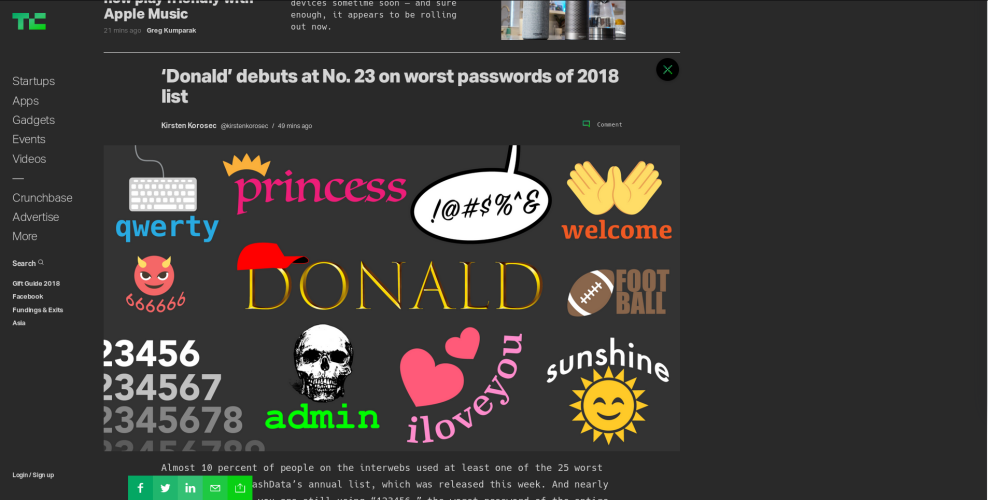 now play friendly with
Apple Music
21 mins ago Greg Kumparak
devices sometime soon — and sure
enough, it appears to be rolling
out now.
TC
Startups
Apps
Gadgets
Events
Videos
—
Crunchbase
Advertise
More
Search
Gift Guide 2018
Facebook
Fundings & Exits
Asia
Login / Sign up
‘Donald’ debuts at No. 23 on worst passwords of 2018
list
Kirsten Korosec @kirstenkorosec / 49 mins ago
Comment
qwerty
princess
!@#$%^&
welcome
666666
DONALD
FOOT
BALL
23456
234567
2345678
23456789
admin
iloveyou
sunshine
Almost 10 percent of people on the interwebs used at least one of the 25 worst
ashData’s annual list, which was released this week. And nearly
you are still using “123456,” the worst password of the entire